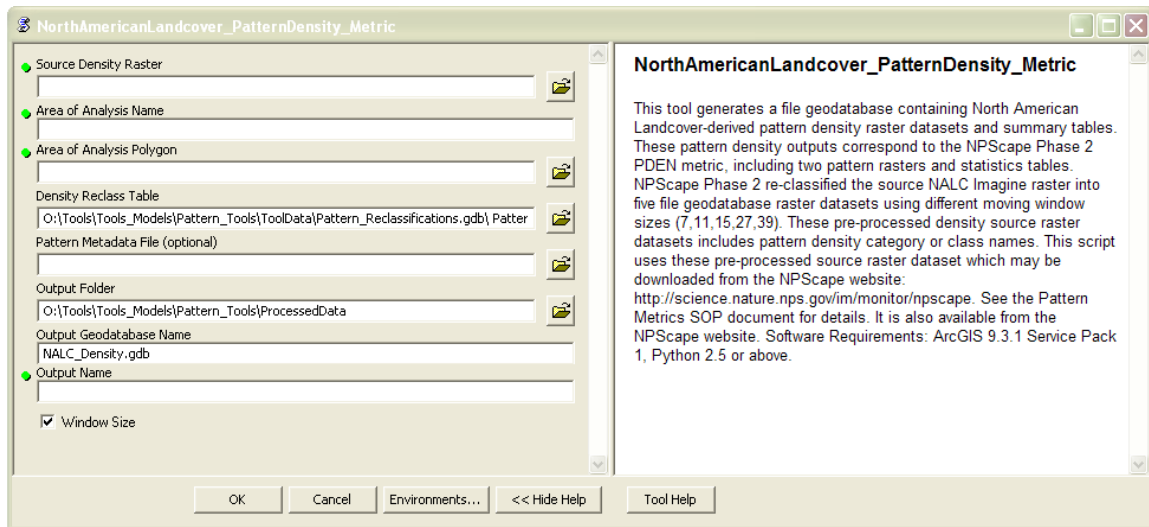 NorthAmericanLandcover_PatternDensity_Metric
Source Density Raster
Area of Analysis Name
Area of Analysis Polygon
Density Reclass Table
O:\Tools\Tools_Models\Pattern_Tools\ToolData\Pattern_Reclassifications.gdb\ Patter
Pattern Metadata File (optional)
Output Folder
O:\Tools\Tools_Models\Pattern_Tools\ProcessedData
Output Geodatabase Name
NALC_Density.gdb
Output Name
Window Size
OK
Cancel
Environments...
<< Hide Help
Tool Help
NorthAmericanLandcover_PatternDensity_Metric
This tool generates a file geodatabase containing North American
Landcover-derived pattern density raster datasets and summary tables.
These pattern density outputs correspond to the NPScape Phase 2
PDEN metric, including two pattern rasters and statistics tables.
NPScape Phase 2 re-classified the source NALC Imagine raster into
five file geodatabase raster datasets using different moving window
sizes (7,11,15,27,39). These pre-processed density source raster
datasets includes pattern density category or class names. This script
uses these pre-processed source raster dataset which may be
downloaded from the NPScape website:
http://science.nature.nps.gov/im/monitor/npscape. See the Pattern
Metrics SOP document for details. It is also available from the
NPScape website. Software Requirements: ArcGIS 9.3.1 Service Pack
1, Python 2.5 or above.